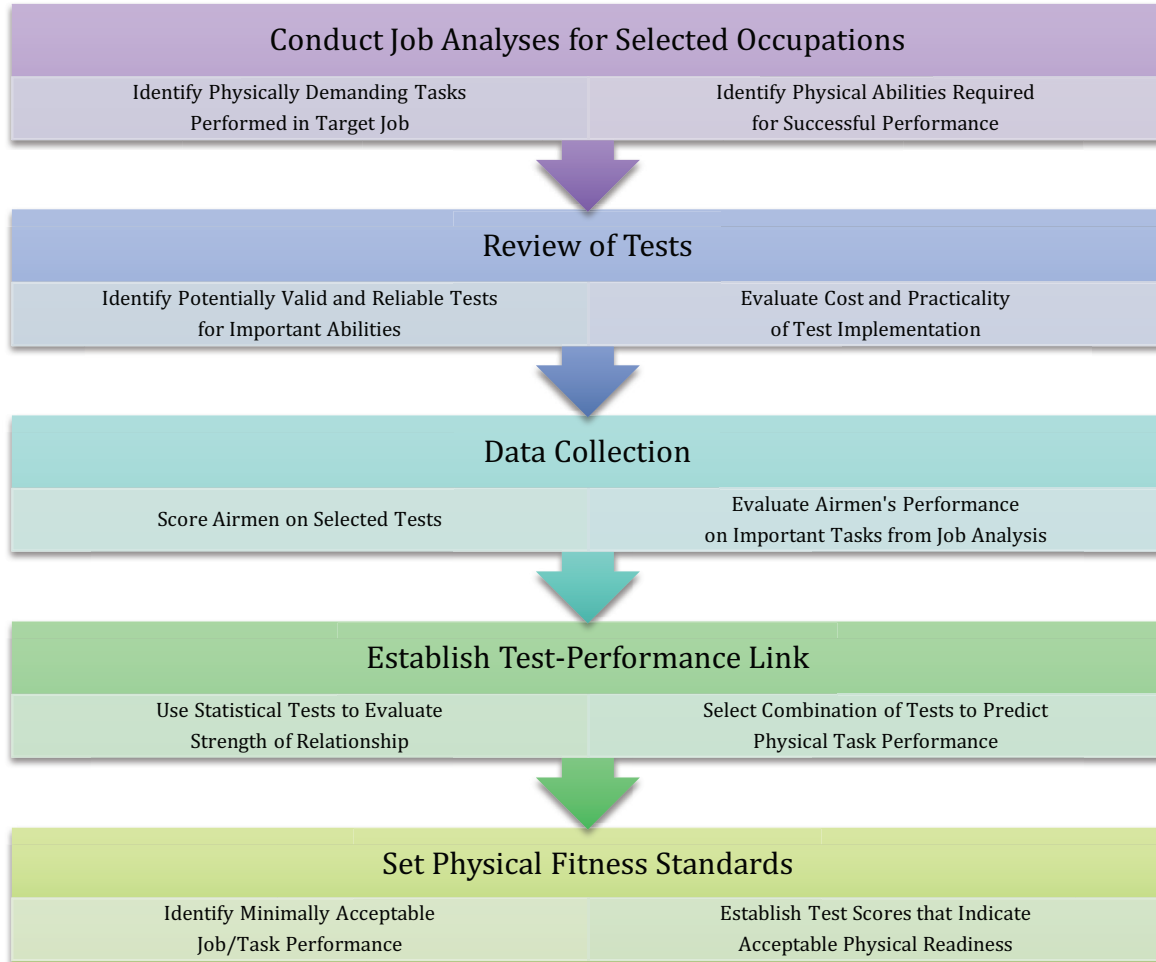 Conduct Job Analyses for Selected Occupations
Identify Physically Demanding Tasks
Performed in Target Job
Identify Physical Abilities Required
for Successful Performance
Review of Tests
Identify Potentially Valid and Reliable Tests
for Important Abilities
Evaluate Cost and Practicality
of Test Implementation
Data Collection
Score Airmen on Selected Tests
Evaluate Airmen's Performance
on Important Tasks from Job Analysis
Establish Test-Performance Link
Use Statistical Tests to Evaluate
Strength of Relationship
Select Combination of Tests to Predict
Physical Task Performance
Set Physical Fitness Standards
Identify Minimally Acceptable
Job/Task Performance
Establish Test Scores that Indicate
Acceptable Physical Readiness